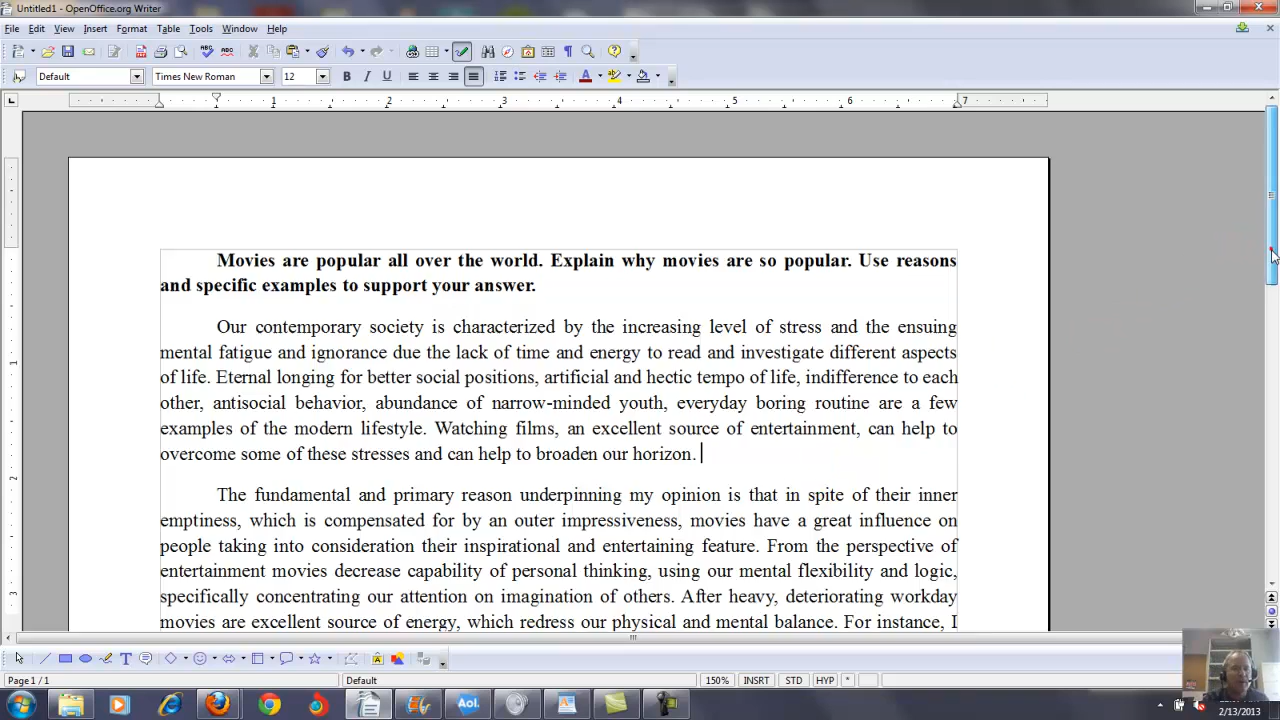 Untitled1 - OpenOffice.org Writer
File Edit View Insert Format Table Tools Window Help
Default Times New Roman 12
1 2 3 4 5 6 7
Movies are popular all over the world. Explain why movies are so popular. Use reasons
and specific examples to support your answer.
Our contemporary society is characterized by the increasing level of stress and the ensuing
mental fatigue and ignorance due the lack of time and energy to read and investigate different aspects
of life. Eternal longing for better social positions, artificial and hectic tempo of life, indifference to each
other, antisocial behavior, abundance of narrow-minded youth, everyday boring routine are a few
examples of the modern lifestyle. Watching films, an excellent source of entertainment, can help to
overcome some of these stresses and can help to broaden our horizon.
The fundamental and primary reason underpinning my opinion is that in spite of their inner
emptiness, which is compensated for by an outer impressiveness, movies have a great influence on
people taking into consideration their inspirational and entertaining feature. From the perspective of
entertainment movies decrease capability of personal thinking, using our mental flexibility and logic,
specifically concentrating our attention on imagination of others. After heavy, deteriorating workday
movies are excellent source of energy, which redress our physical and mental balance. For instance, I
Page 1 / 1 Default 150% INSRT STD HYP *
Aol.
2/13/2013